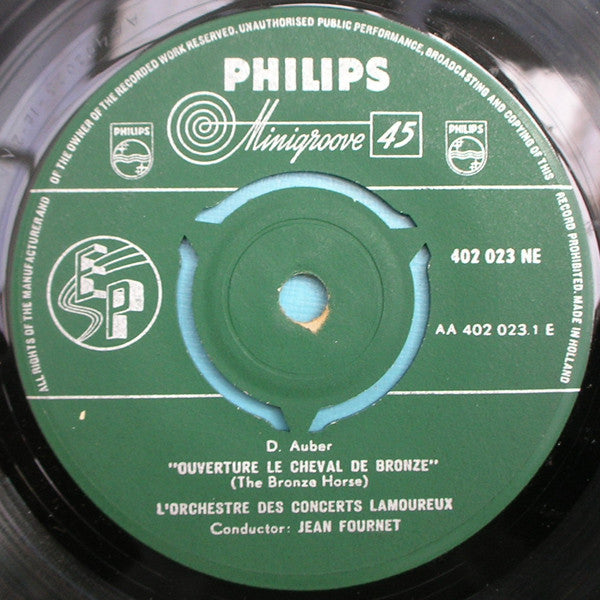 ALL RIGHTS OF THE MANUFACTURER AND OF THE OWNER OF THE RECORDED WORK RESERVED. UNAUTHORISED PUBLIC PERFORMANCE, BROADCASTING AND COPYING OF THIS RECORD PROHIBITED. MADE IN HOLLAND
PHILIPS
Minigroove 45
PHILIPS
PHILIPS
EP
402 023 NE
AA 402 023.1 E
D. Auber
"OUVERTURE LE CHEVAL DE BRONZE"
(The Bronze Horse)
L'ORCHESTRE DES CONCERTS LAMOUREUX
Conductor: JEAN FOURNET